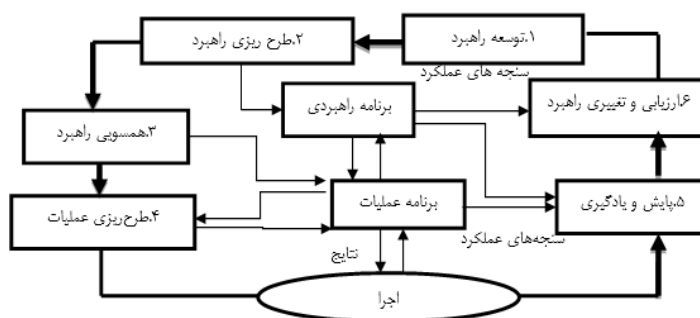 ۱.توسعه راهبرد
۲.طرح ریزی راهبرد
سنجه های عملکرد
برنامه راهبردی
۶.ارزیابی و تغییری راهبرد
۳.همسویی راهبرد
برنامه عملیات
۵.پایش و یادگیری
۴.طرح‌ریزی عملیات
سنجه‌های عملکرد
نتایج
اجرا